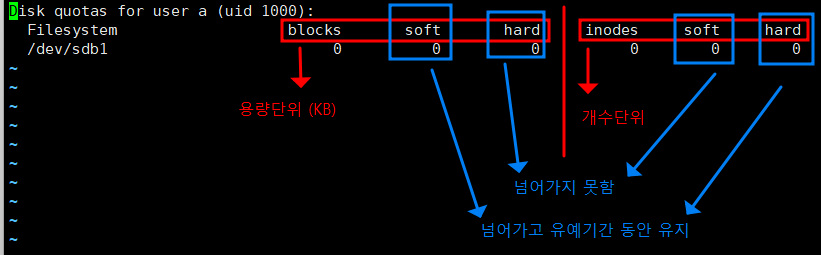 Disk quotas for user a (uid 1000):
Filesystem blocks soft hard inodes soft hard
/dev/sdb1 0 0 0 0 0 0
~
~
용량단위 (KB) 개수단위
~
~
~
~
넘어가지 못함
~
~
넘어가고 유예기간 동안 유지
~
~